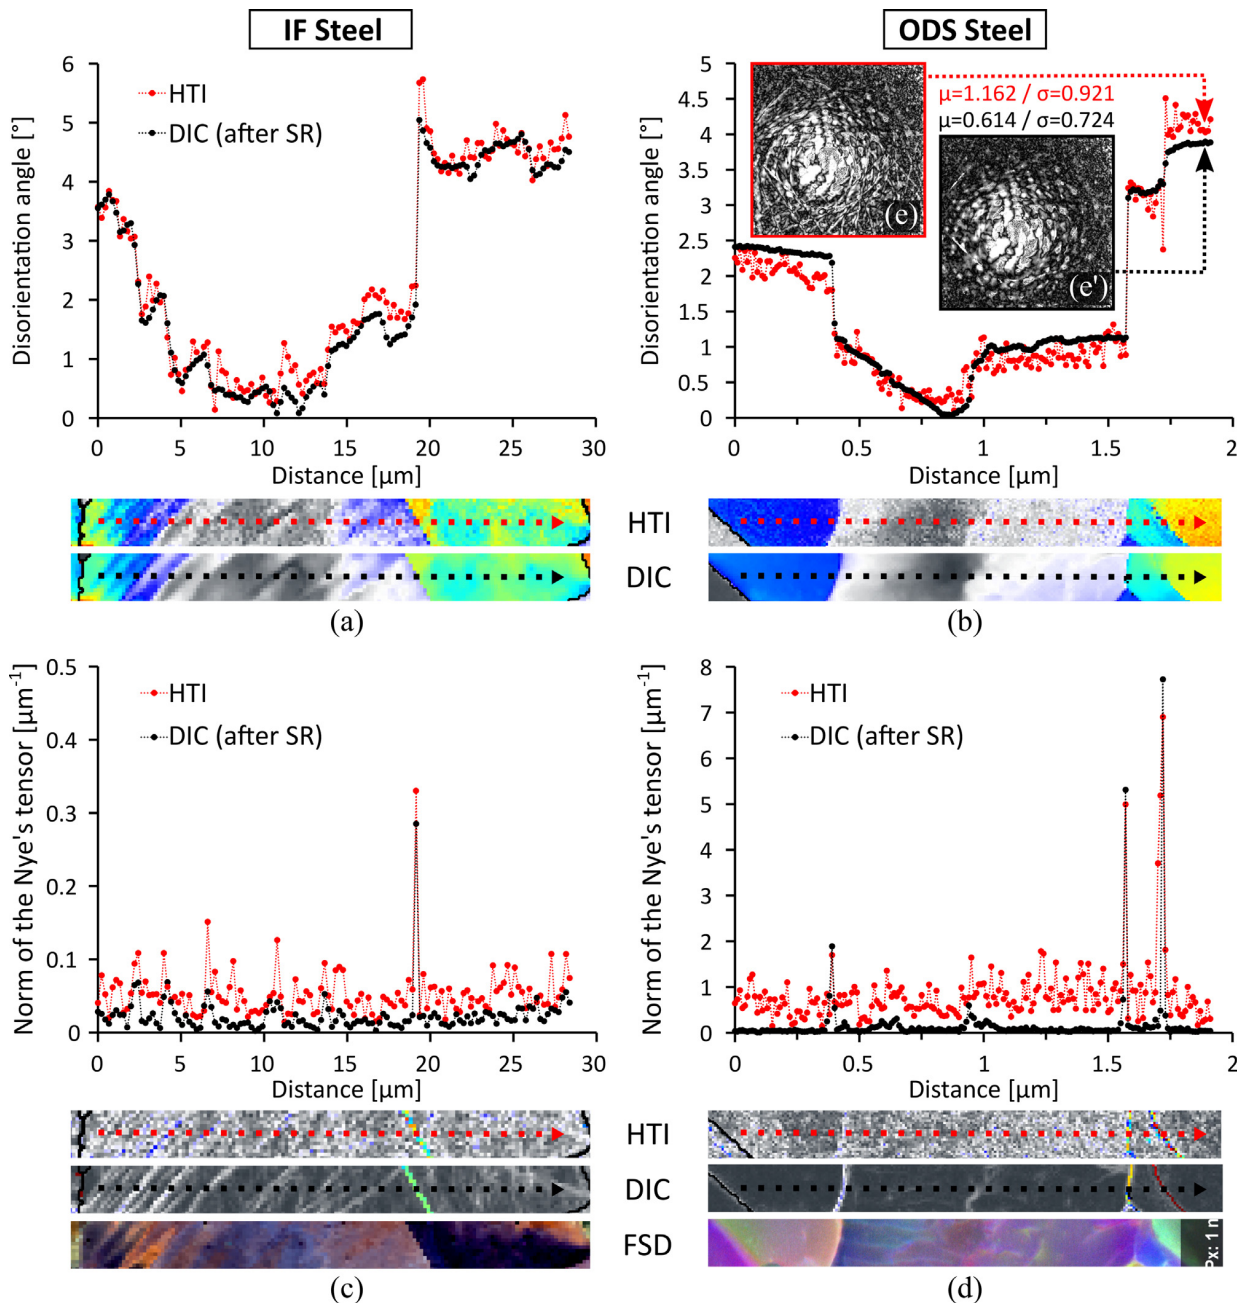 IF Steel
ODS Steel
Disorientation angle [°]
6
5
4
3
2
1
0
HTI
DIC (after SR)
0 5 10 15 20 25 30
Distance [µm]
Disorientation angle [°]
5
4.5
4
3.5
3
2.5
2
1.5
1
0.5
0
µ=1.162 / σ=0.921
µ=0.614 / σ=0.724
(e)
(e')
0 0.5 1 1.5 2
Distance [µm]
HTI
DIC
(a)
(b)
Norm of the Nye's tensor [µm⁻¹]
0.5
0.4
0.3
0.2
0.1
0
HTI
DIC (after SR)
0 5 10 15 20 25 30
Distance [µm]
Norm of the Nye's tensor [µm⁻¹]
8
7
6
5
4
3
2
1
0
HTI
DIC (after SR)
0 0.5 1 1.5 2
Distance [µm]
HTI
DIC
FSD
Px: 1 n
(c)
(d)